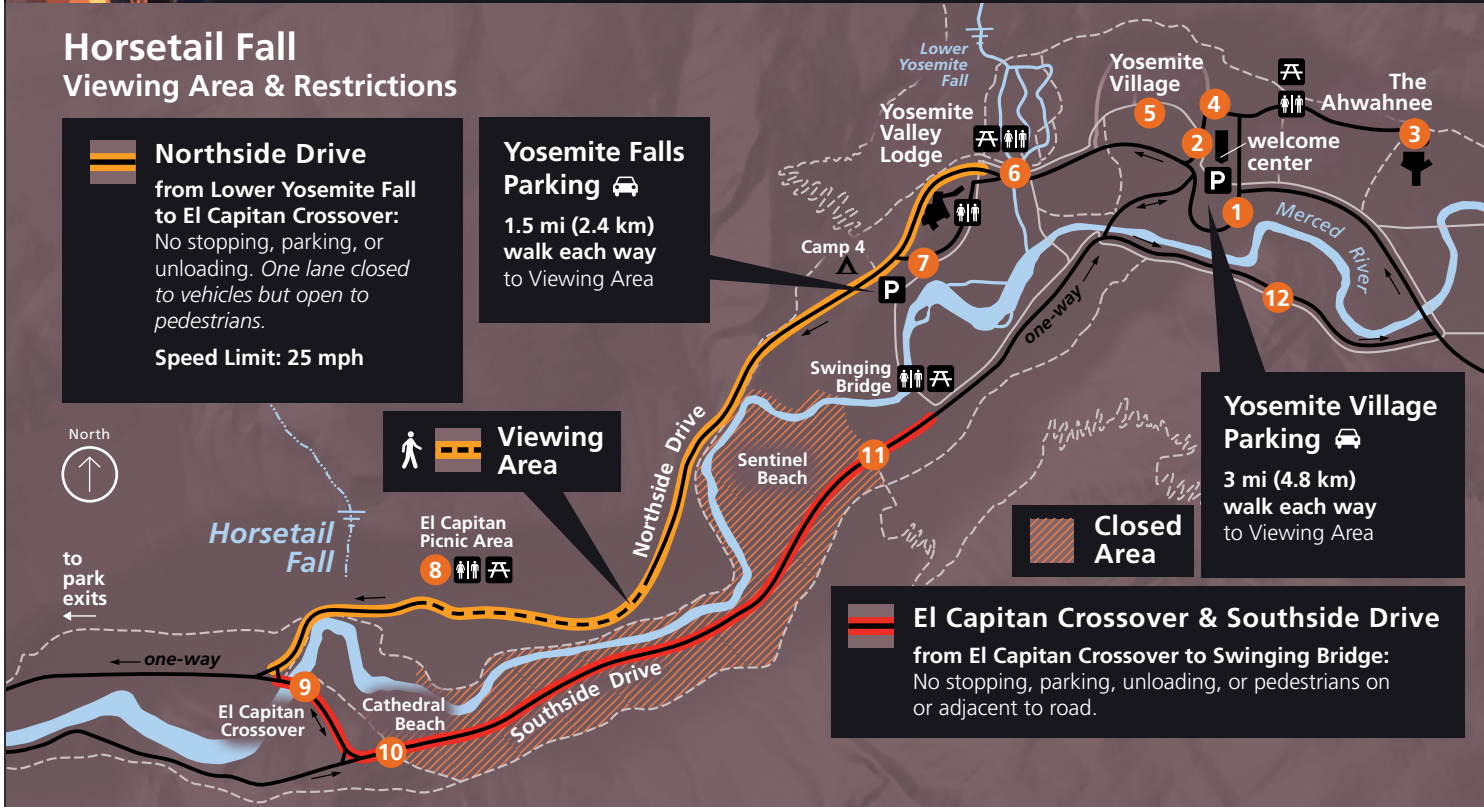 Horsetail Fall
Viewing Area & Restrictions
Northside Drive
from Lower Yosemite Fall
to El Capitan Crossover:
No stopping, parking, or
unloading. One lane closed
to vehicles but open to
pedestrians.
Speed Limit: 25 mph
Yosemite Falls
Parking
1.5 mi (2.4 km)
walk each way
to Viewing Area
Lower
Yosemite
Fall
Yosemite
Valley
Lodge
Yosemite
Village
The
Ahwahnee
welcome
center
4
5
2
3
6
P
1
Merced River
Camp 4
7
P
12
one-way
Swinging
Bridge
Yosemite Village
Parking
3 mi (4.8 km)
walk each way
to Viewing Area
North
Viewing
Area
Northside Drive
Sentinel
Beach
11
Closed
Area
Horsetail
Fall
El Capitan
Picnic Area
8
to
park
exits
one-way
9
El Capitan
Crossover
Cathedral
Beach
10
Southside Drive
El Capitan Crossover & Southside Drive
from El Capitan Crossover to Swinging Bridge:
No stopping, parking, unloading, or pedestrians on
or adjacent to road.